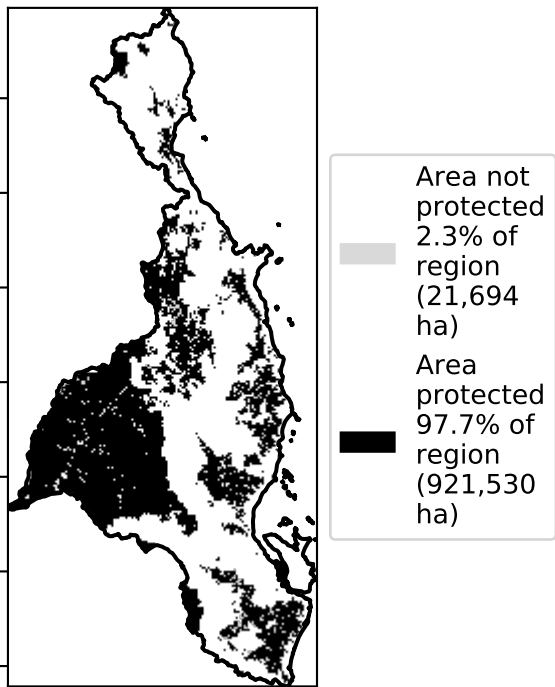 Area not
protected
2.3% of
region
(21,694
ha)
Area
protected
97.7% of
region
(921,530
ha)